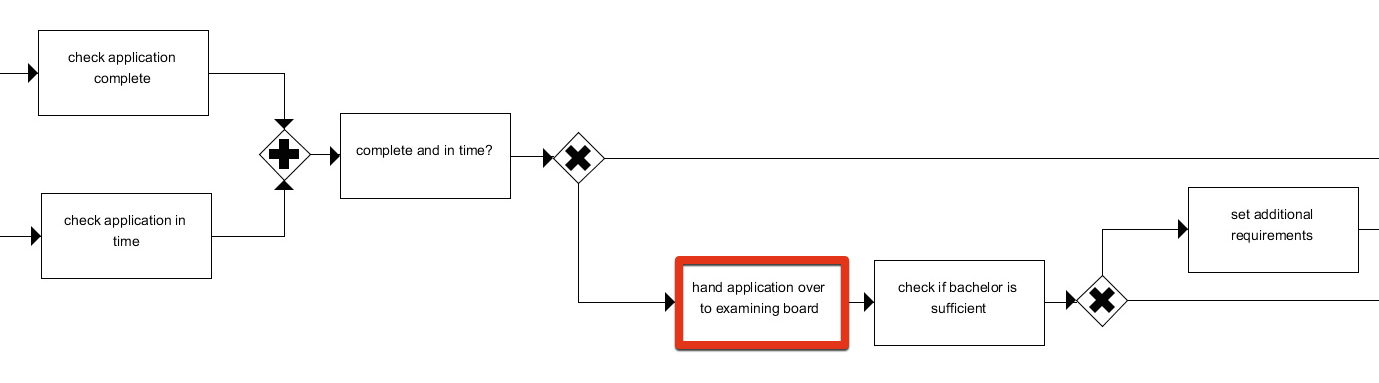 check application
complete
check application in
time
complete and in time?
hand application over
to examining board
check if bachelor is
sufficient
set additional
requirements